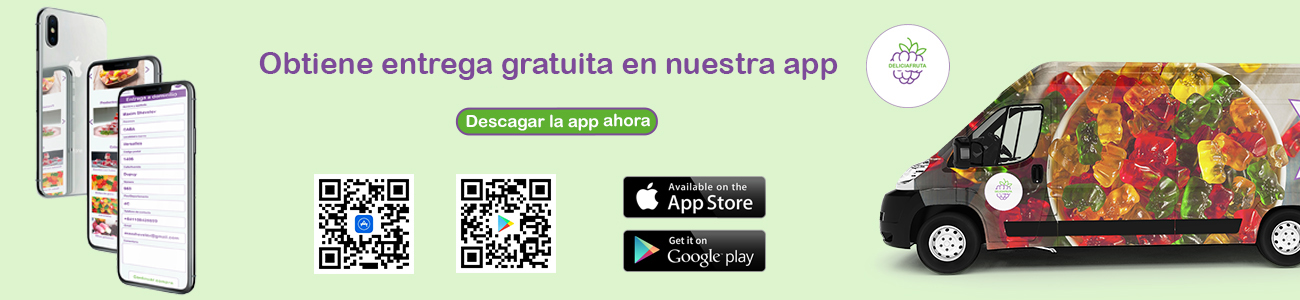 Obtiene entrega gratuita en nuestra app
DELICIAFRUTA
Descagar la app ahora
Available on the
App Store
Get it on
Google play
Entrega a domicilio